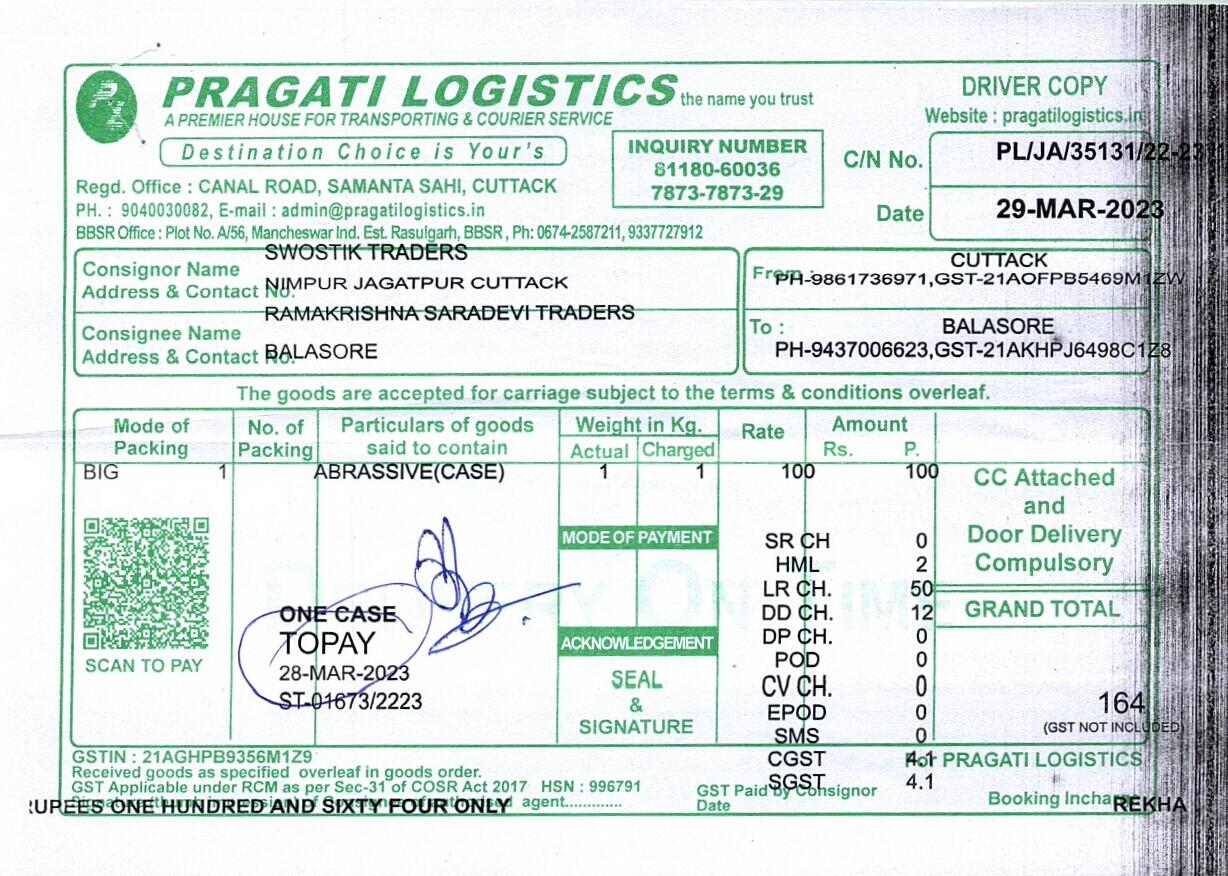 PRAGATI LOGISTICS the name you trust
A PREMIER HOUSE FOR TRANSPORTING & COURIER SERVICE
Destination Choice is Your's
DRIVER COPY
Website : pragatilogistics.in
INQUIRY NUMBER
81180-60036
7873-7873-29
C/N No. PL/JA/35131/22-23
Date 29-MAR-2023
Regd. Office : CANAL ROAD, SAMANTA SAHI, CUTTACK
PH. : 9040030082, E-mail : admin@pragatilogistics.in
BBSR Office : Plot No. A/56, Mancheswar Ind. Est. Rasulgarh, BBSR , Ph: 0674-2587211, 9337727912
Consignor Name SWOSTIK TRADERS
Address & Contact No. NIMPUR JAGATPUR CUTTACK
From : CUTTACK
PH-9861736971,GST-21AOFPB5469M1ZW
Consignee Name RAMAKRISHNA SARADEVI TRADERS
Address & Contact No. BALASORE
To : BALASORE
PH-9437006623,GST-21AKHPJ6498C1Z8
The goods are accepted for carriage subject to the terms & conditions overleaf.
Mode of Packing No. of Packing Particulars of goods said to contain Weight in Kg. Actual Charged Rate Amount Rs. P.
BIG 1 ABRASSIVE(CASE) 1 1 100 100
CC Attached
and
Door Delivery
Compulsory
GRAND TOTAL
164
(GST NOT INCLUDED)
MODE OF PAYMENT
SR CH 0
HML 2
LR CH. 50
DD CH. 12
DP CH. 0
POD 0
CV CH. 0
EPOD 0
SMS 0
CGST 4.1
SGST 4.1
DELIVERY ON TIME
ACKNOWLEDGEMENT
SEAL
&
SIGNATURE
SCAN TO PAY
ONE CASE
TOPAY
28-MAR-2023
ST-01673/2223
GSTIN : 21AGHPB9356M1Z9
Received goods as specified overleaf in goods order.
GST Applicable under RCM as per Sec-31 of COSR Act 2017 HSN : 996791
agent.............
RUPEES ONE HUNDRED AND SIXTY FOUR ONLY
GST Paid by Consignor
Date
For PRAGATI LOGISTICS
Booking Incharge REKHA